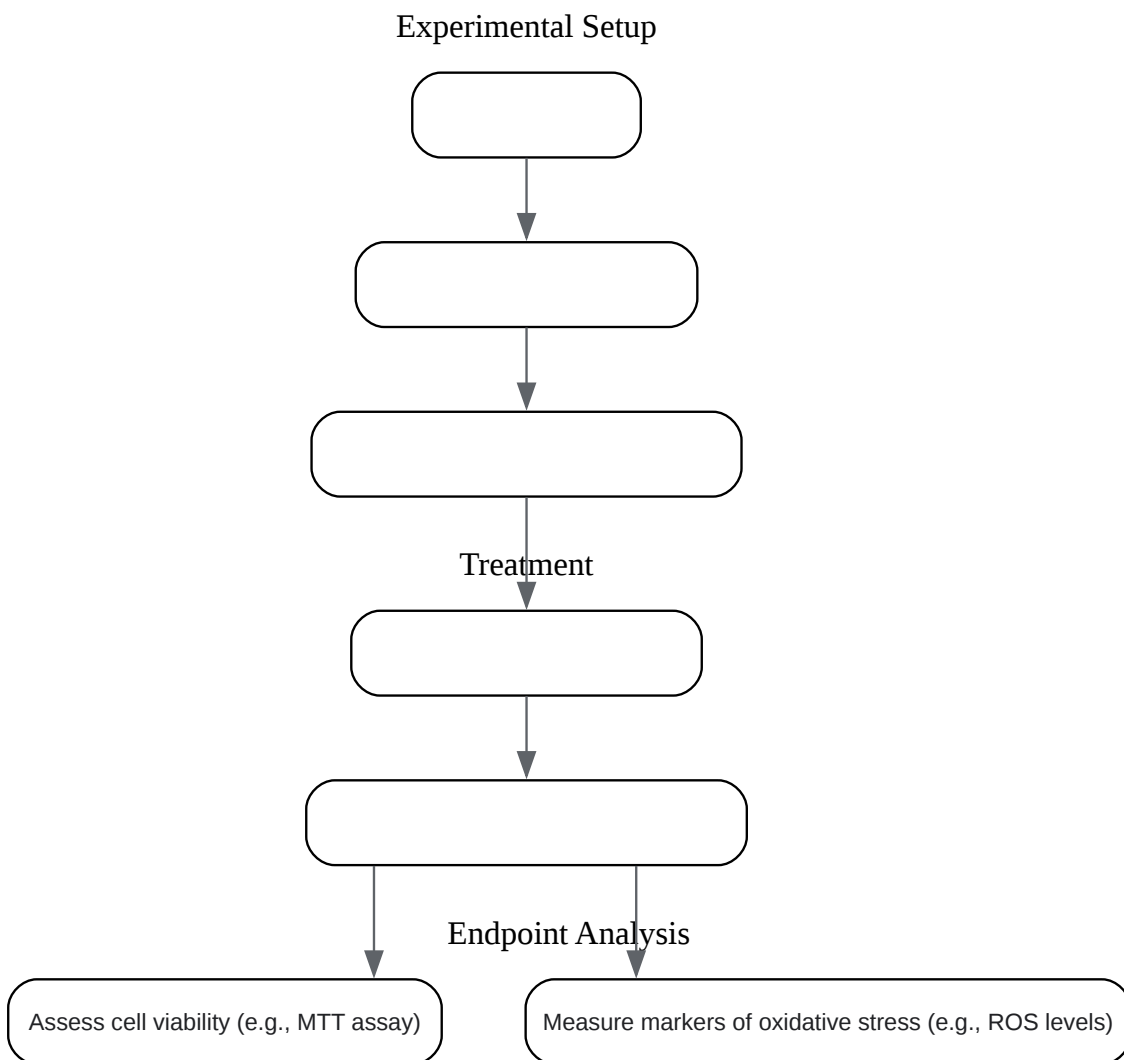 Experimental Setup
Treatment
Endpoint Analysis
Assess cell viability (e.g., MTT assay)
Measure markers of oxidative stress (e.g., ROS levels)